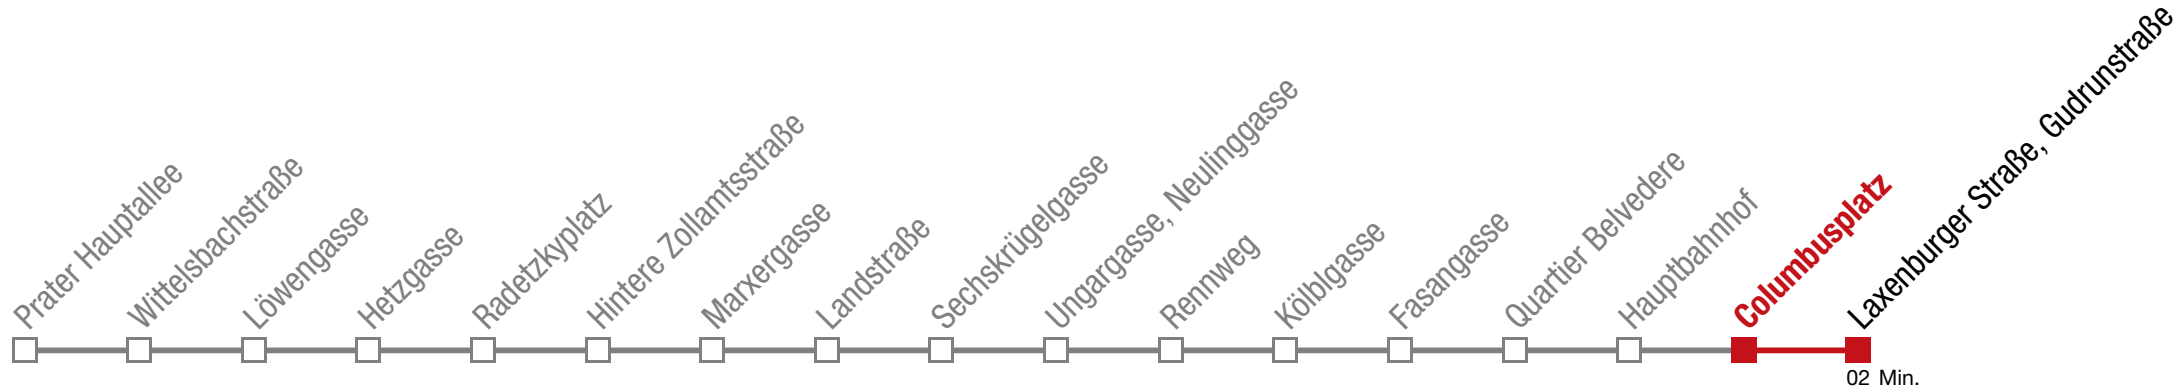 Prater Hauptallee
Wittelsbachstraße
Löwengasse
Hetzgasse
Radetzkyplatz
Hintere Zollamtsstraße
Marxergasse
Landstraße
Sechskrügelgasse
Ungargasse, Neulinggasse
Rennweg
Kölblgasse
Fasangasse
Quartier Belvedere
Hauptbahnhof
Columbusplatz
Laxenburger Straße, Gudrunstraße
02 Min.